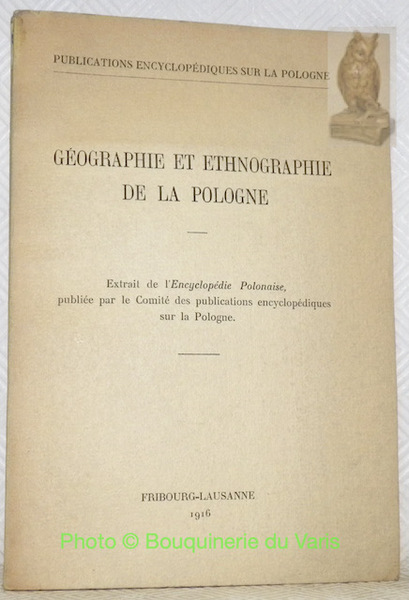 PUBLICATIONS ENCYCLOPÉDIQUES SUR LA POLOGNE
GÉOGRAPHIE ET ETHNOGRAPHIE
DE LA POLOGNE
Extrait de l'Encyclopédie Polonaise,
publiée par le Comité des publications encyclopédiques
sur la Pologne.
FRIBOURG-LAUSANNE
1916
Photo © Bouquinerie du Varis